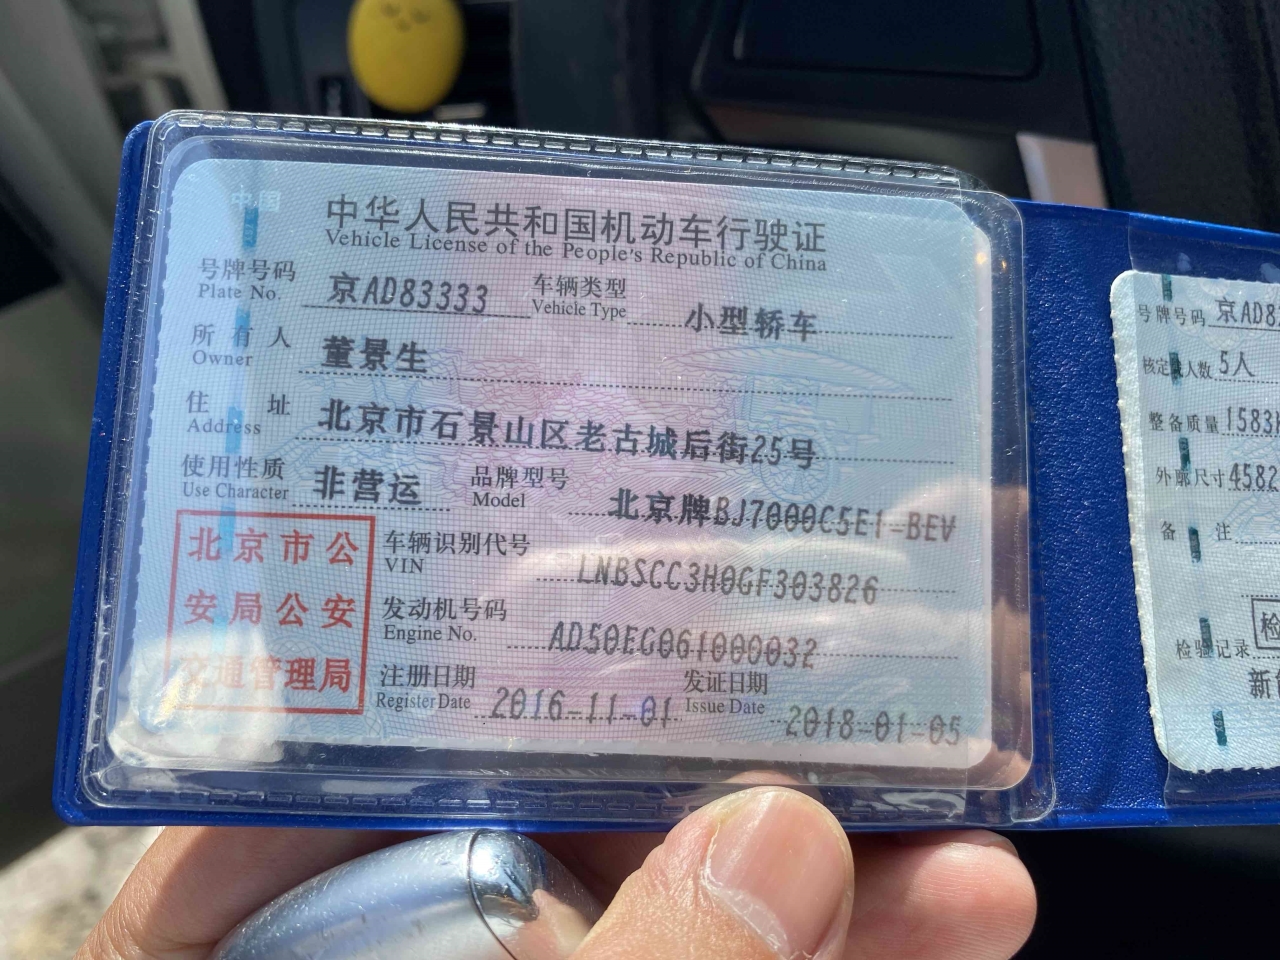 中国
中华人民共和国机动车行驶证
Vehicle License of the People's Republic of China
号牌号码 京AD83333 车辆类型 小型轿车
Plate No. Vehicle Type
所有人 董景生
Owner
住址 北京市石景山区老古城后街25号
Address
使用性质 非营运 品牌型号 北京牌BJ7000C5E1-BEV
Use Character Model
北京市公
安局公安
交通管理局
车辆识别代号 LNBSCC3H0GF303826
VIN
发动机号码 AD50EG061000032
Engine No.
注册日期 2016-11-01 发证日期 2018-01-05
Register Date Issue Date
号牌号码 京AD8
核定 人数 5人
整备质量 1583
外廓尺寸 4582
备注
检验记录 检
新